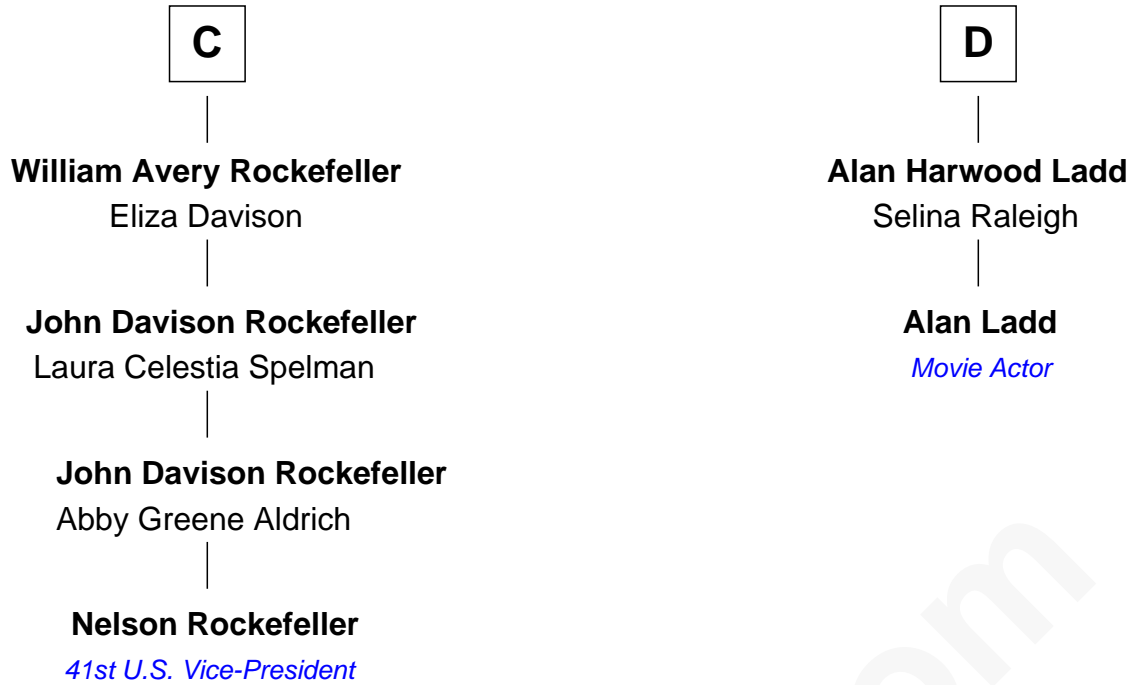 C
William Avery Rockefeller
Eliza Davison
John Davison Rockefeller
Laura Celestia Spelman
John Davison Rockefeller
Abby Greene Aldrich
Nelson Rockefeller
41st U.S. Vice-President
D
Alan Harwood Ladd
Selina Raleigh
Alan Ladd
Movie Actor
om